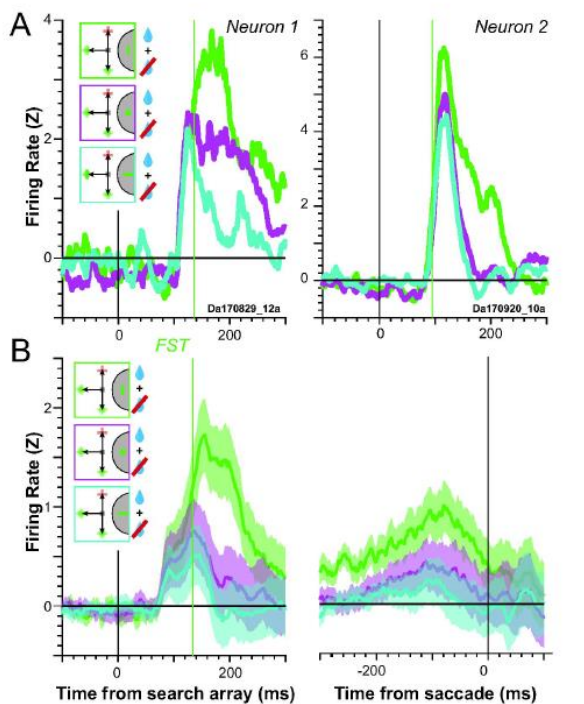 A
Neuron 1
Neuron 2
Firing Rate (Z)
4
2
0
6
4
2
0
+
+
+
0
200
0
200
Da170829_12a
Da170920_10a
B
FST
Firing Rate (Z)
2
1
0
+
+
+
0
200
-200
0
Time from search array (ms)
Time from saccade (ms)